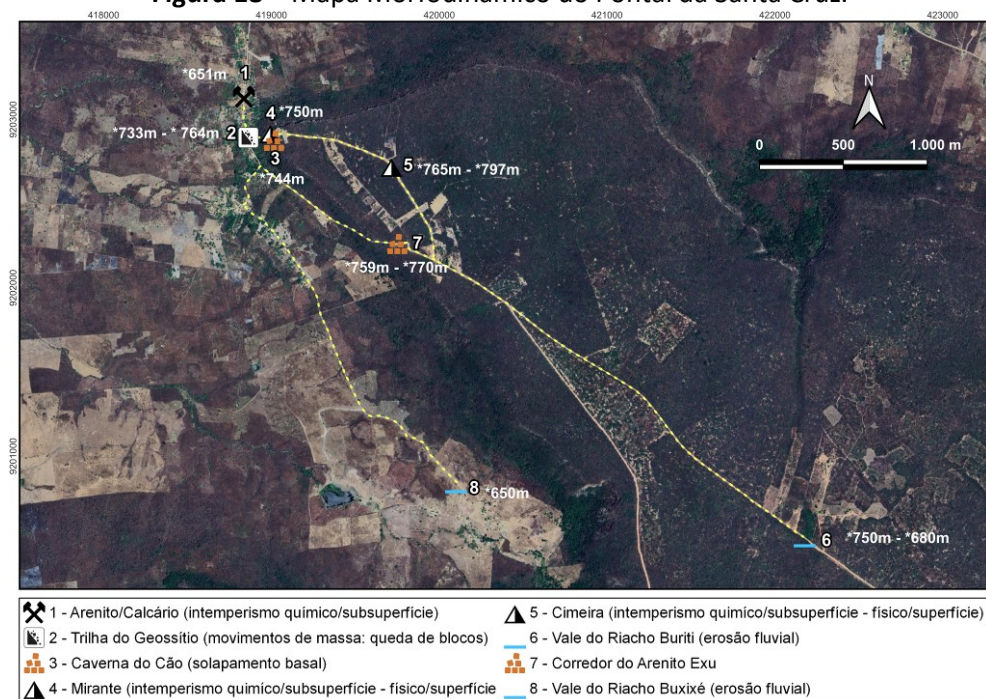 Figura 15 – Mapa Morfodinâmico do Pontal da Santa Cruz.
418000 419000 420000 421000 422000 423000
9203000
9202000
9201000
N
0 500 1.000 m
*651m
1
4 *750m
*733m - * 764m 2
3
5 *765m - *797m
*744m
7
*759m - *770m
8 *650m
6 *750m - *680m
1 - Arenito/Calcário (intemperismo químico/subsuperfície)
2 - Trilha do Geossítio (movimentos de massa: queda de blocos)
3 - Caverna do Cão (solapamento basal)
4 - Mirante (intemperismo químico/subsuperfície - físico/superfície
5 - Cimeira (intemperismo quimíco/subsuperfície - físico/superfície)
6 - Vale do Riacho Buriti (erosão fluvial)
7 - Corredor do Arenito Exu
8 - Vale do Riacho Buxixé (erosão fluvial)